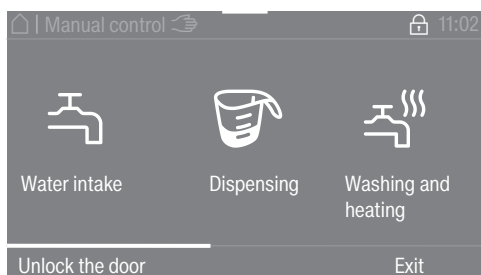 | Manual control 11:02
Water intake
Dispensing
Washing and
heating
Unlock the door
Exit